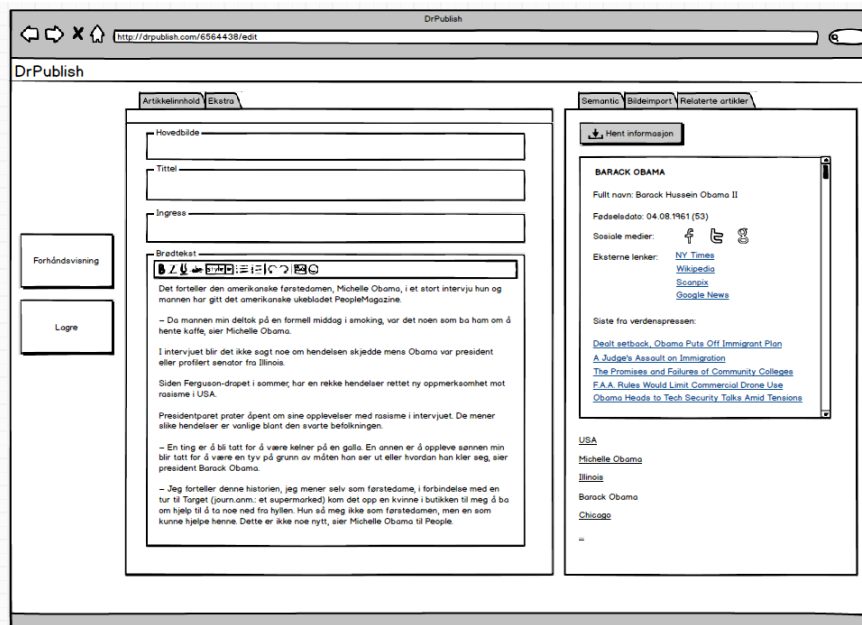 DrPublish
http://drpublish.com/6564438/edit
DrPublish
Artikkelinnhold
Ekstra
Hovedbilde
Tittel
Ingress
Forhåndsvisning
Lagre
Brødtekst
B I U abc Style
Det forteller den amerikanske førstedamen, Michelle Obama, i et stort intervju hun og
mannen har gitt det amerikanske ukebladet PeopleMagazine.
– Da mannen min deltok på en formell middag i smoking, var det noen som ba ham om å
hente kaffe, sier Michelle Obama.
I intervjuet blir det ikke sagt noe om hendelsen skjedde mens Obama var president
eller profilert senator fra Illinois.
Siden Ferguson-drapet i sommer, har en rekke hendelser rettet ny oppmerksomhet mot
rasisme i USA.
Presidentparet prater åpent om sine opplevelser med rasisme i intervjuet. De mener
slike hendelser er vanlige blant den svarte befolkningen.
– En ting er å bli tatt for å være kelner på en galla. En annen er å oppleve sønnen min
blir tatt for å være en tyv på grunn av måten han ser ut eller hvordan han kler seg, sier
president Barack Obama.
– Jeg forteller denne historien, jeg mener selv som førstedame, i forbindelse med en
tur til Target (journ.anm.: et supermarked) kom det opp en kvinne i butikken til meg å ba
om hjelp til å ta noe ned fra hyllen. Hun så meg ikke som førstedamen, men en som
kunne hjelpe henne. Dette er ikke noe nytt, sier Michelle Obama til People.
Semantic
Bildeimport
Relaterte artikler
Hent informasjon
BARACK OBAMA
Fullt navn: Barack Hussein Obama II
Fødselsdato: 04.08.1961 (53)
Sosiale medier:
Eksterne lenker:
NY Times
Wikipedia
Scanpix
Google News
Siste fra verdenspressen:
Dealt setback, Obama Puts Off Immigrant Plan
A Judge's Assault on Immigration
The Promises and Failures of Community Colleges
F.A.A. Rules Would Limit Commercial Drone Use
Obama Heads to Tech Security Talks Amid Tensions
USA
Michelle Obama
Illinois
Barack Obama
Chicago
...